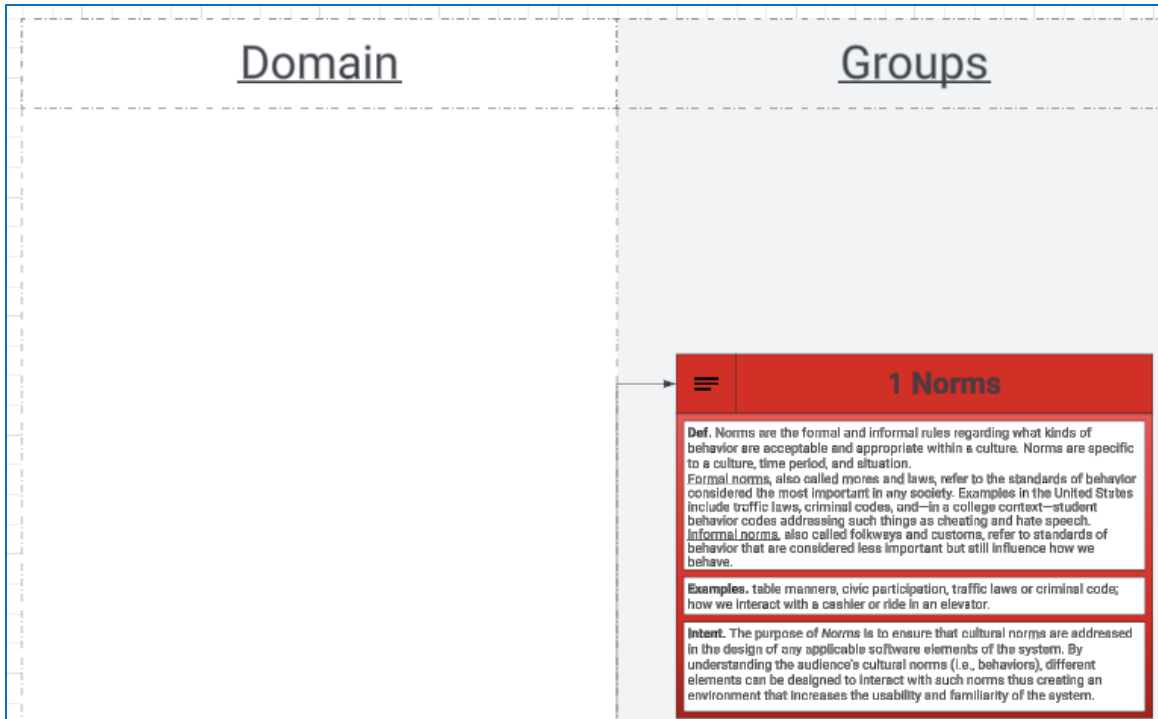 Domain
Groups
1 Norms
Def. Norms are the formal and informal rules regarding what kinds of
behavior are acceptable and appropriate within a culture. Norms are specific
to a culture, time period, and situation.
Formal norms, also called mores and laws, refer to the standards of behavior
considered the most important in any society. Examples in the United States
include traffic laws, criminal codes, and—in a college context—student
behavior codes addressing such things as cheating and hate speech.
Informal norms, also called folkways and customs, refer to standards of
behavior that are considered less important but still influence how we
behave.
Examples. table manners, civic participation, traffic laws or criminal code;
how we interact with a cashier or ride in an elevator.
Intent. The purpose of Norms is to ensure that cultural norms are addressed
in the design of any applicable software elements of the system. By
understanding the audience's cultural norms (i.e., behaviors), different
elements can be designed to interact with such norms thus creating an
environment that increases the usability and familiarity of the system.